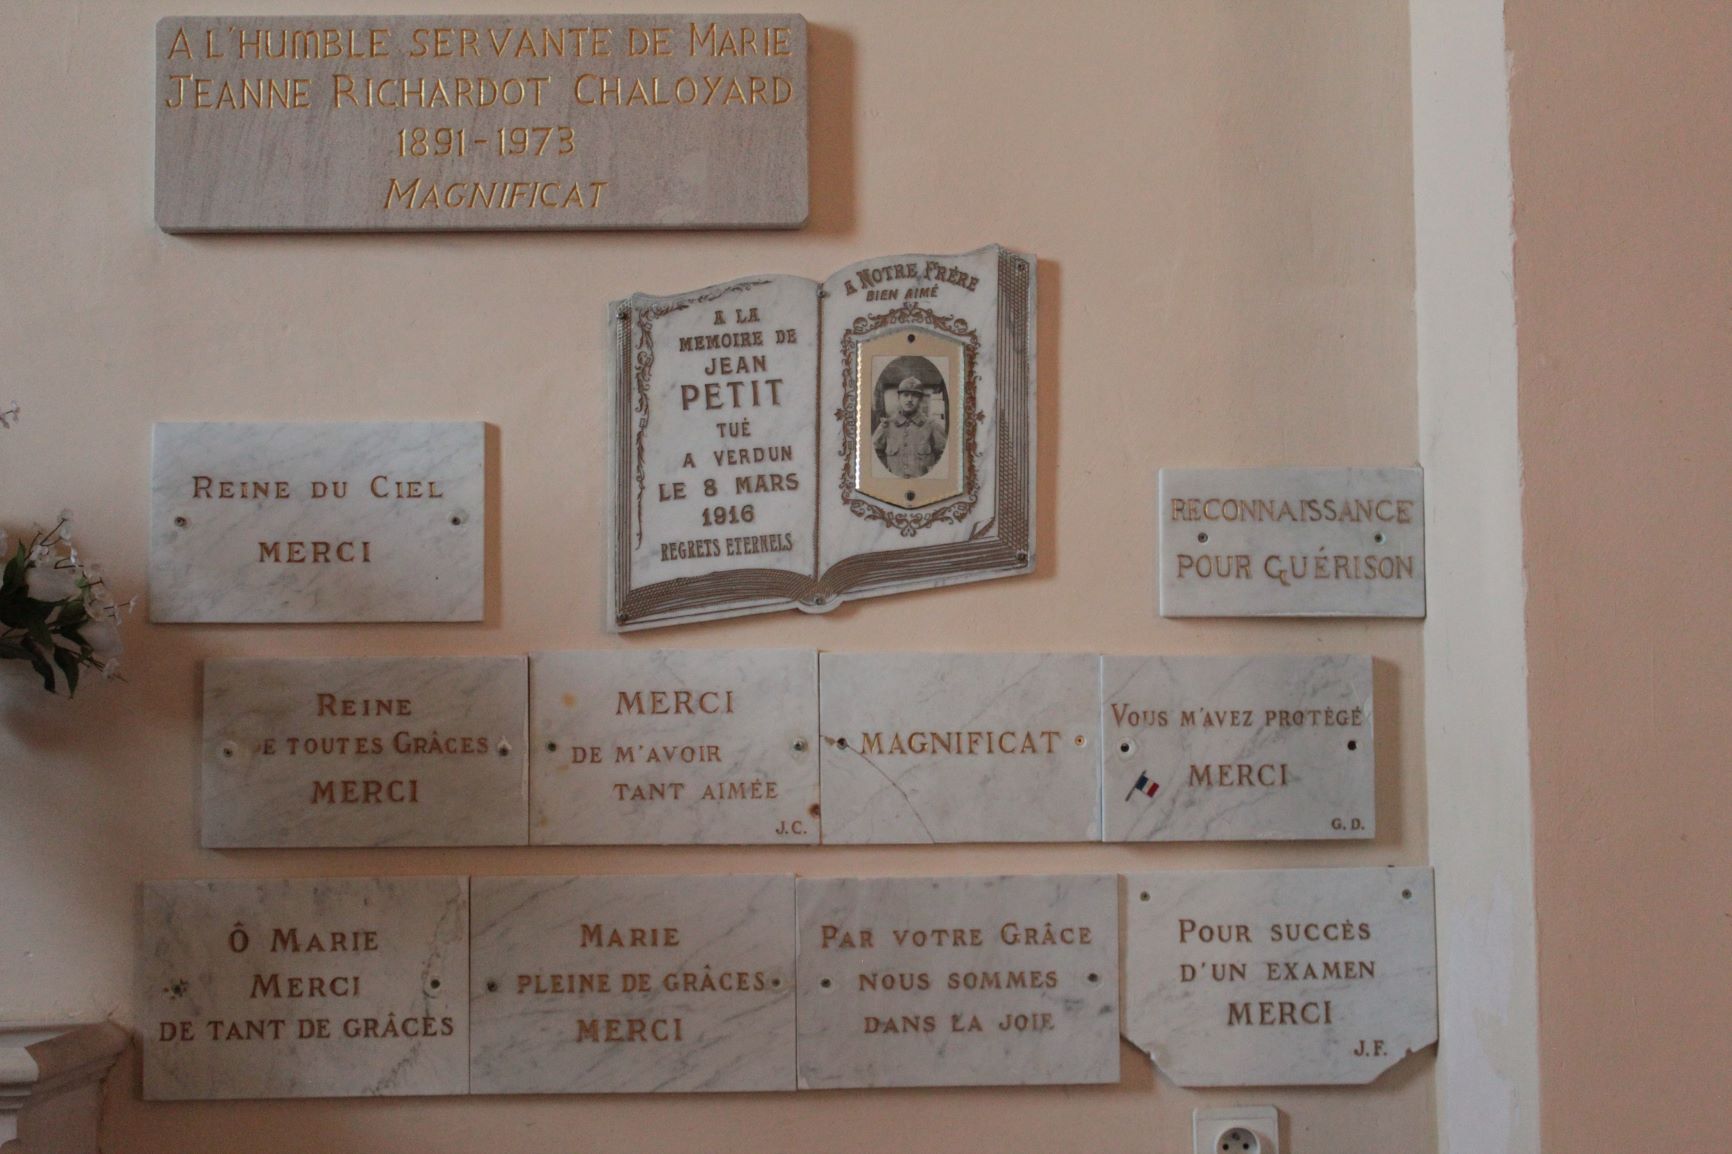 A L'HUMBLE SERVANTE DE MARIE
JEANNE RICHARDOT CHALOYARD
1891-1973
MAGNIFICAT
A LA
MEMOIRE DE
JEAN
PETIT
TUÉ
A VERDUN
LE 8 MARS
1916
REGRETS ETERNELS
A NOTRE FRÈRE
BIEN AIMÉ
REINE DU CIEL
MERCI
RECONNAISSANCE
POUR GUÉRISON
REINE
DE TOUTES GRÂCES
MERCI
MERCI
DE M'AVOIR
TANT AIMÉE
J.C.
MAGNIFICAT
VOUS M'AVEZ PROTÉGÉ
MERCI
G.D.
Ô MARIE
MERCI
DE TANT DE GRÂCES
MARIE
PLEINE DE GRÂCES
MERCI
PAR VOTRE GRÂCE
NOUS SOMMES
DANS LA JOIE
POUR SUCCÈS
D'UN EXAMEN
MERCI
J.F.